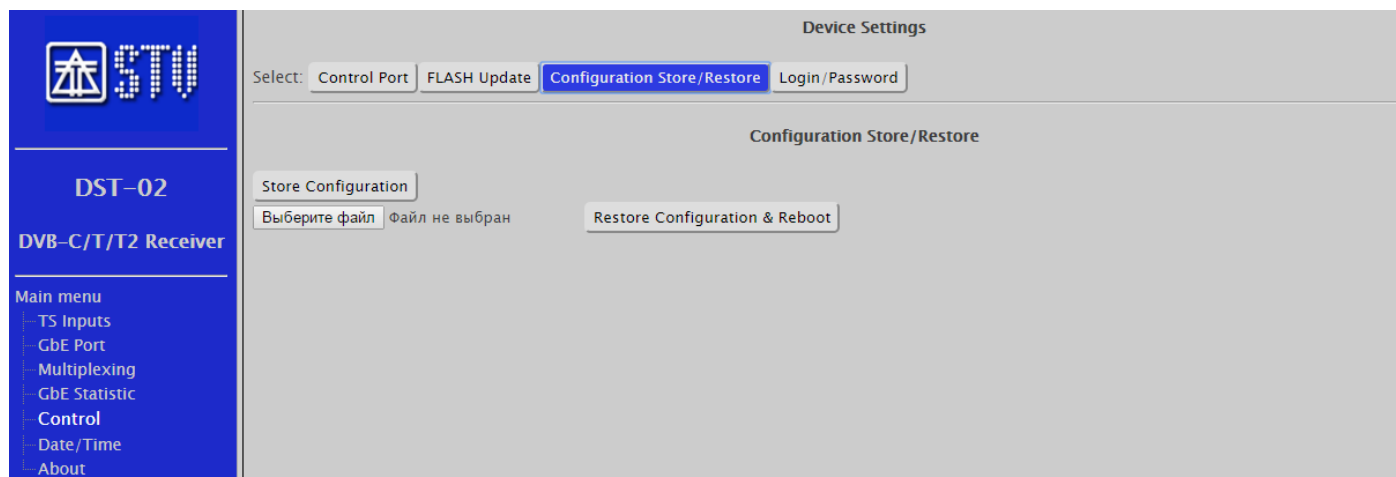 STV
DST-02
DVB-C/T/T2 Receiver
Main menu
TS Inputs
GbE Port
Multiplexing
GbE Statistic
Control
Date/Time
About
Device Settings
Select: Control Port FLASH Update Configuration Store/Restore Login/Password
Configuration Store/Restore
Store Configuration
Выберите файл Файл не выбран Restore Configuration & Reboot